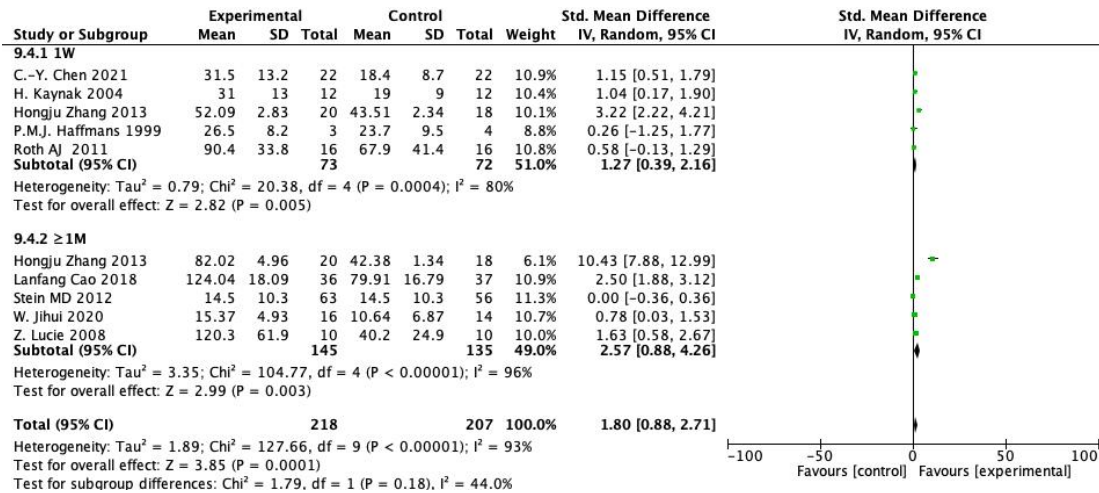 Experimental Control Std. Mean Difference Std. Mean Difference
Study or Subgroup Mean SD Total Mean SD Total Weight IV, Random, 95% CI IV, Random, 95% CI
9.4.1 1W
C.-Y. Chen 2021 31.5 13.2 22 18.4 8.7 22 10.9% 1.15 [0.51, 1.79]
H. Kaynak 2004 31 13 12 19 9 12 10.4% 1.04 [0.17, 1.90]
Hongju Zhang 2013 52.09 2.83 20 43.51 2.34 18 10.1% 3.22 [2.22, 4.21]
P.M.J. Haffmans 1999 26.5 8.2 3 23.7 9.5 4 8.8% 0.26 [-1.25, 1.77]
Roth AJ 2011 90.4 33.8 16 67.9 41.4 16 10.8% 0.58 [-0.13, 1.29]
Subtotal (95% CI) 73 72 51.0% 1.27 [0.39, 2.16]
Heterogeneity: Tau² = 0.79; Chi² = 20.38, df = 4 (P = 0.0004); I² = 80%
Test for overall effect: Z = 2.82 (P = 0.005)
9.4.2 ≥1M
Hongju Zhang 2013 82.02 4.96 20 42.38 1.34 18 6.1% 10.43 [7.88, 12.99]
Lanfang Cao 2018 124.04 18.09 36 79.91 16.79 37 10.9% 2.50 [1.88, 3.12]
Stein MD 2012 14.5 10.3 63 14.5 10.3 56 11.3% 0.00 [-0.36, 0.36]
W. Jihui 2020 15.37 4.93 16 10.64 6.87 14 10.7% 0.78 [0.03, 1.53]
Z. Lucie 2008 120.3 61.9 10 40.2 24.9 10 10.0% 1.63 [0.58, 2.67]
Subtotal (95% CI) 145 135 49.0% 2.57 [0.88, 4.26]
Heterogeneity: Tau² = 3.35; Chi² = 104.77, df = 4 (P < 0.00001); I² = 96%
Test for overall effect: Z = 2.99 (P = 0.003)
Total (95% CI) 218 207 100.0% 1.80 [0.88, 2.71]
Heterogeneity: Tau² = 1.89; Chi² = 127.66, df = 9 (P < 0.00001); I² = 93%
Test for overall effect: Z = 3.85 (P = 0.0001)
Test for subgroup differences: Chi² = 1.79, df = 1 (P = 0.18), I² = 44.0%
-100 -50 0 50 100
Favours [control] Favours [experimental]